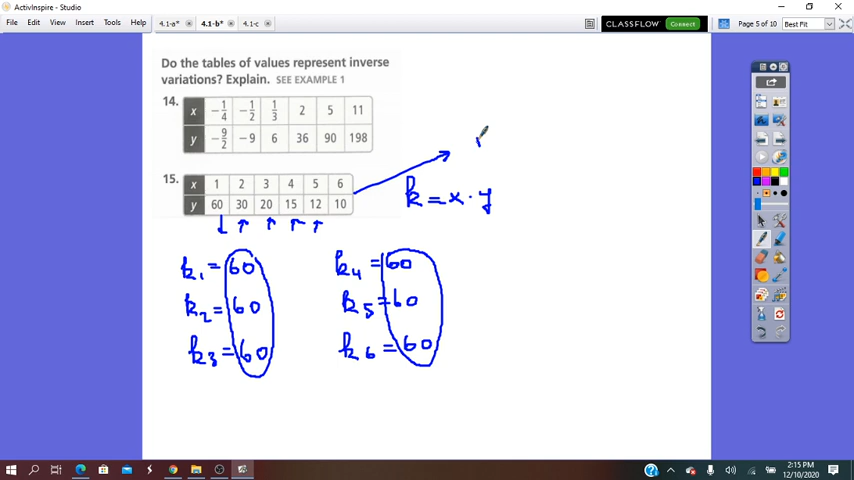 ActivInspire - Studio
File Edit View Insert Tools Help
4.1-a* 4.1-b* 4.1-c
CLASSFLOW Connect Page 5 of 10 Best Fit
Do the tables of values represent inverse
variations? Explain. SEE EXAMPLE 1
14.
x -1/4 -1/2 1/3 2 5 11
y -9/2 -9 6 36 90 198
15.
x 1 2 3 4 5 6
y 60 30 20 15 12 10
k = x · y
k1 = 60
k2 = 60
k3 = 60
k4 = 60
k5 = 60
k6 = 60
2:15 PM
12/10/2020